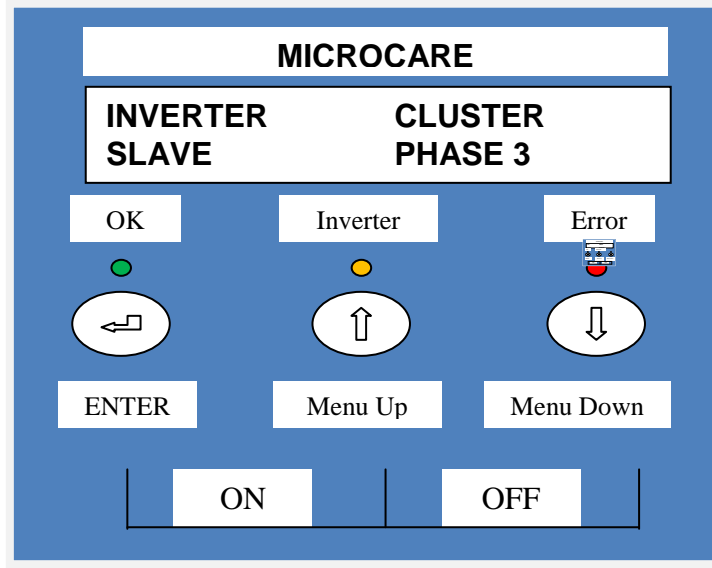 MICROCARE
INVERTER CLUSTER
SLAVE PHASE 3
OK Inverter Error
ENTER Menu Up Menu Down
ON OFF